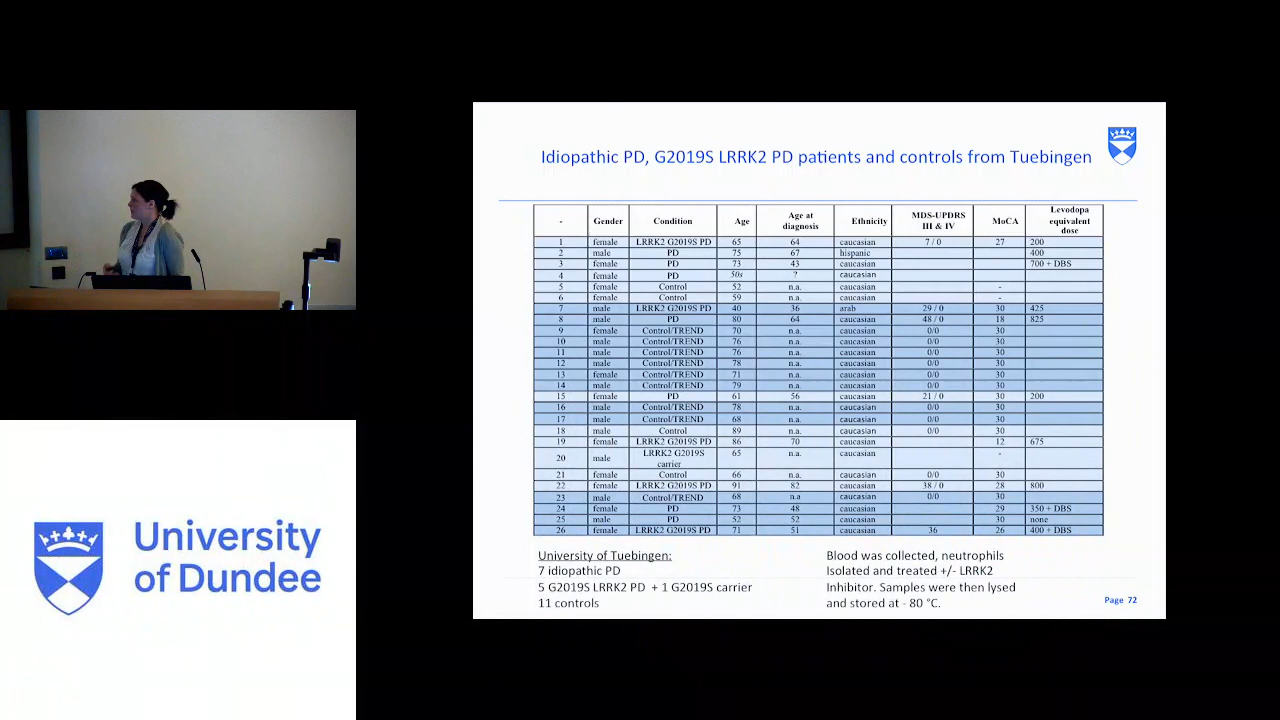 Idiopathic PD, G2019S LRRK2 PD patients and controls from Tuebingen
- Gender Condition Age Age at diagnosis Ethnicity MDS-UPDRS III & IV MoCA Levodopa equivalent dose
1 female LRRK2 G2019S PD 65 64 caucasian 7 / 0 27 200
2 male PD 75 67 hispanic 400
3 female PD 73 43 caucasian 700 + DBS
4 female PD 50s ? caucasian
5 female Control 52 n.a. caucasian -
6 female Control 59 n.a. caucasian -
7 male LRRK2 G2019S PD 40 36 arab 29 / 0 30 425
8 male PD 80 64 caucasian 48 / 0 18 825
9 female Control/TREND 70 n.a. caucasian 0/0 30
10 male Control/TREND 76 n.a. caucasian 0/0 30
11 male Control/TREND 76 n.a. caucasian 0/0 30
12 male Control/TREND 78 n.a. caucasian 0/0 30
13 female Control/TREND 71 n.a. caucasian 0/0 30
14 male Control/TREND 79 n.a. caucasian 0/0 30
15 female PD 61 56 caucasian 21 / 0 30 200
16 male Control/TREND 78 n.a. caucasian 0/0 30
17 male Control/TREND 68 n.a. caucasian 0/0 30
18 male Control 89 n.a. caucasian 0/0 30
19 female LRRK2 G2019S PD 86 70 caucasian 12 675
20 male LRRK2 G2019S carrier 65 n.a. caucasian -
21 female Control 66 n.a. caucasian 0/0 30
22 female LRRK2 G2019S PD 91 82 caucasian 38 / 0 28 800
23 male Control/TREND 68 n.a caucasian 0/0 30
24 female PD 73 48 caucasian 29 350 + DBS
25 male PD 52 52 caucasian 30 none
26 female LRRK2 G2019S PD 71 51 caucasian 36 26 400 + DBS
University of Tuebingen:
7 idiopathic PD
5 G2019S LRRK2 PD + 1 G2019S carrier
11 controls
Blood was collected, neutrophils
Isolated and treated +/- LRRK2
Inhibitor. Samples were then lysed
and stored at - 80 °C.
Page 72
University
of Dundee